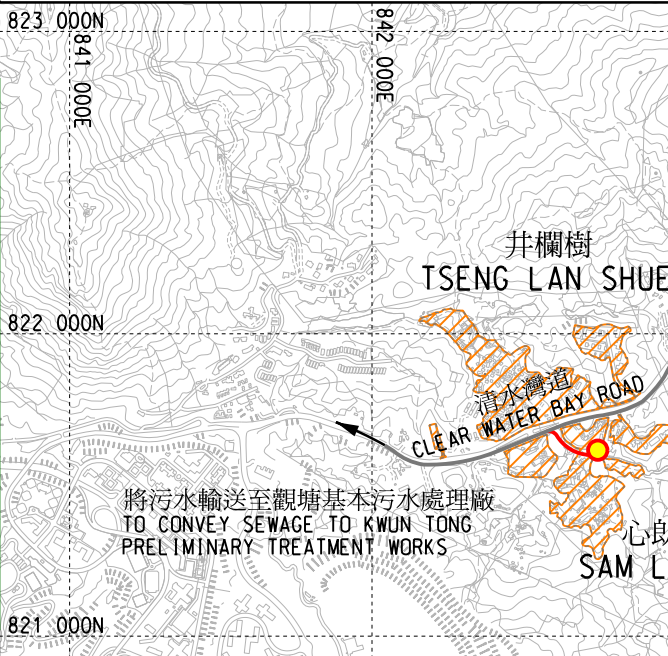 823 000N
841 000E
842 000E
井欄樹
TSENG LAN SHUE
822 000N
清水灣道
CLEAR WATER BAY ROAD
將污水輸送至觀塘基本污水處理廠
TO CONVEY SEWAGE TO KWUN TONG
PRELIMINARY TREATMENT WORKS
心朗
SAM L
821 000N